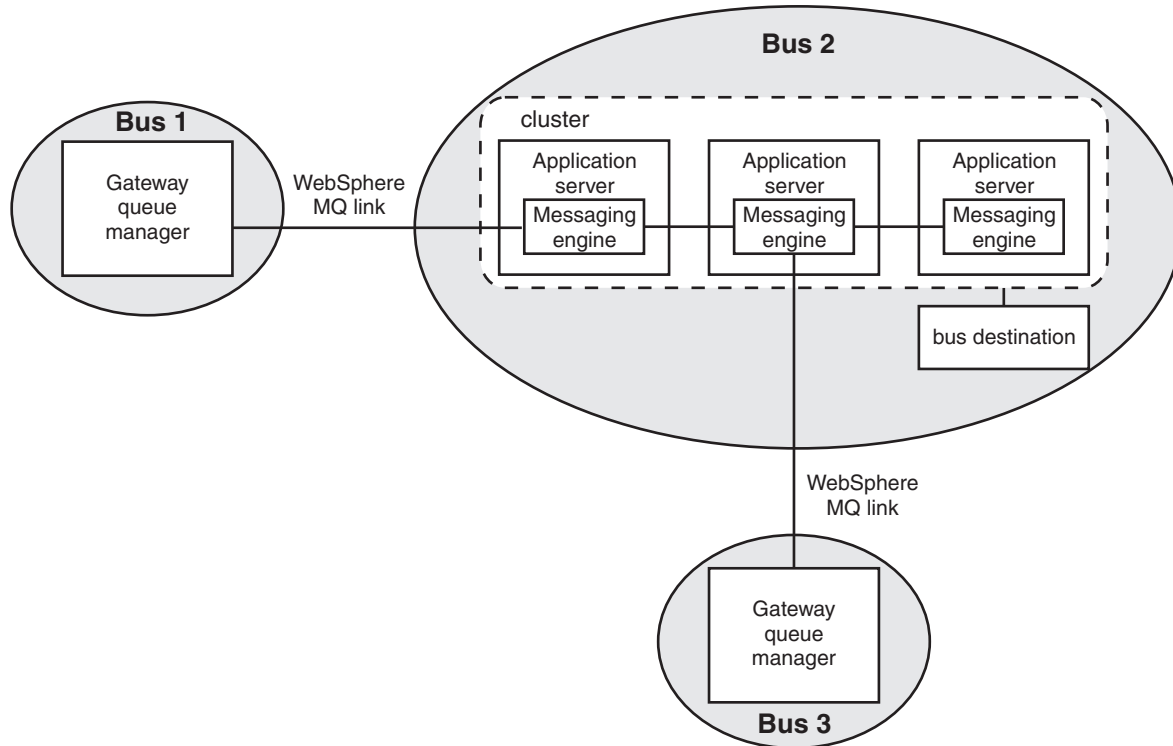 Bus 2
cluster
Bus 1
Application
server
Messaging
engine
Application
server
Messaging
engine
Application
server
Messaging
engine
Gateway
queue
manager
WebSphere
MQ link
bus destination
WebSphere
MQ link
Gateway
queue
manager
Bus 3